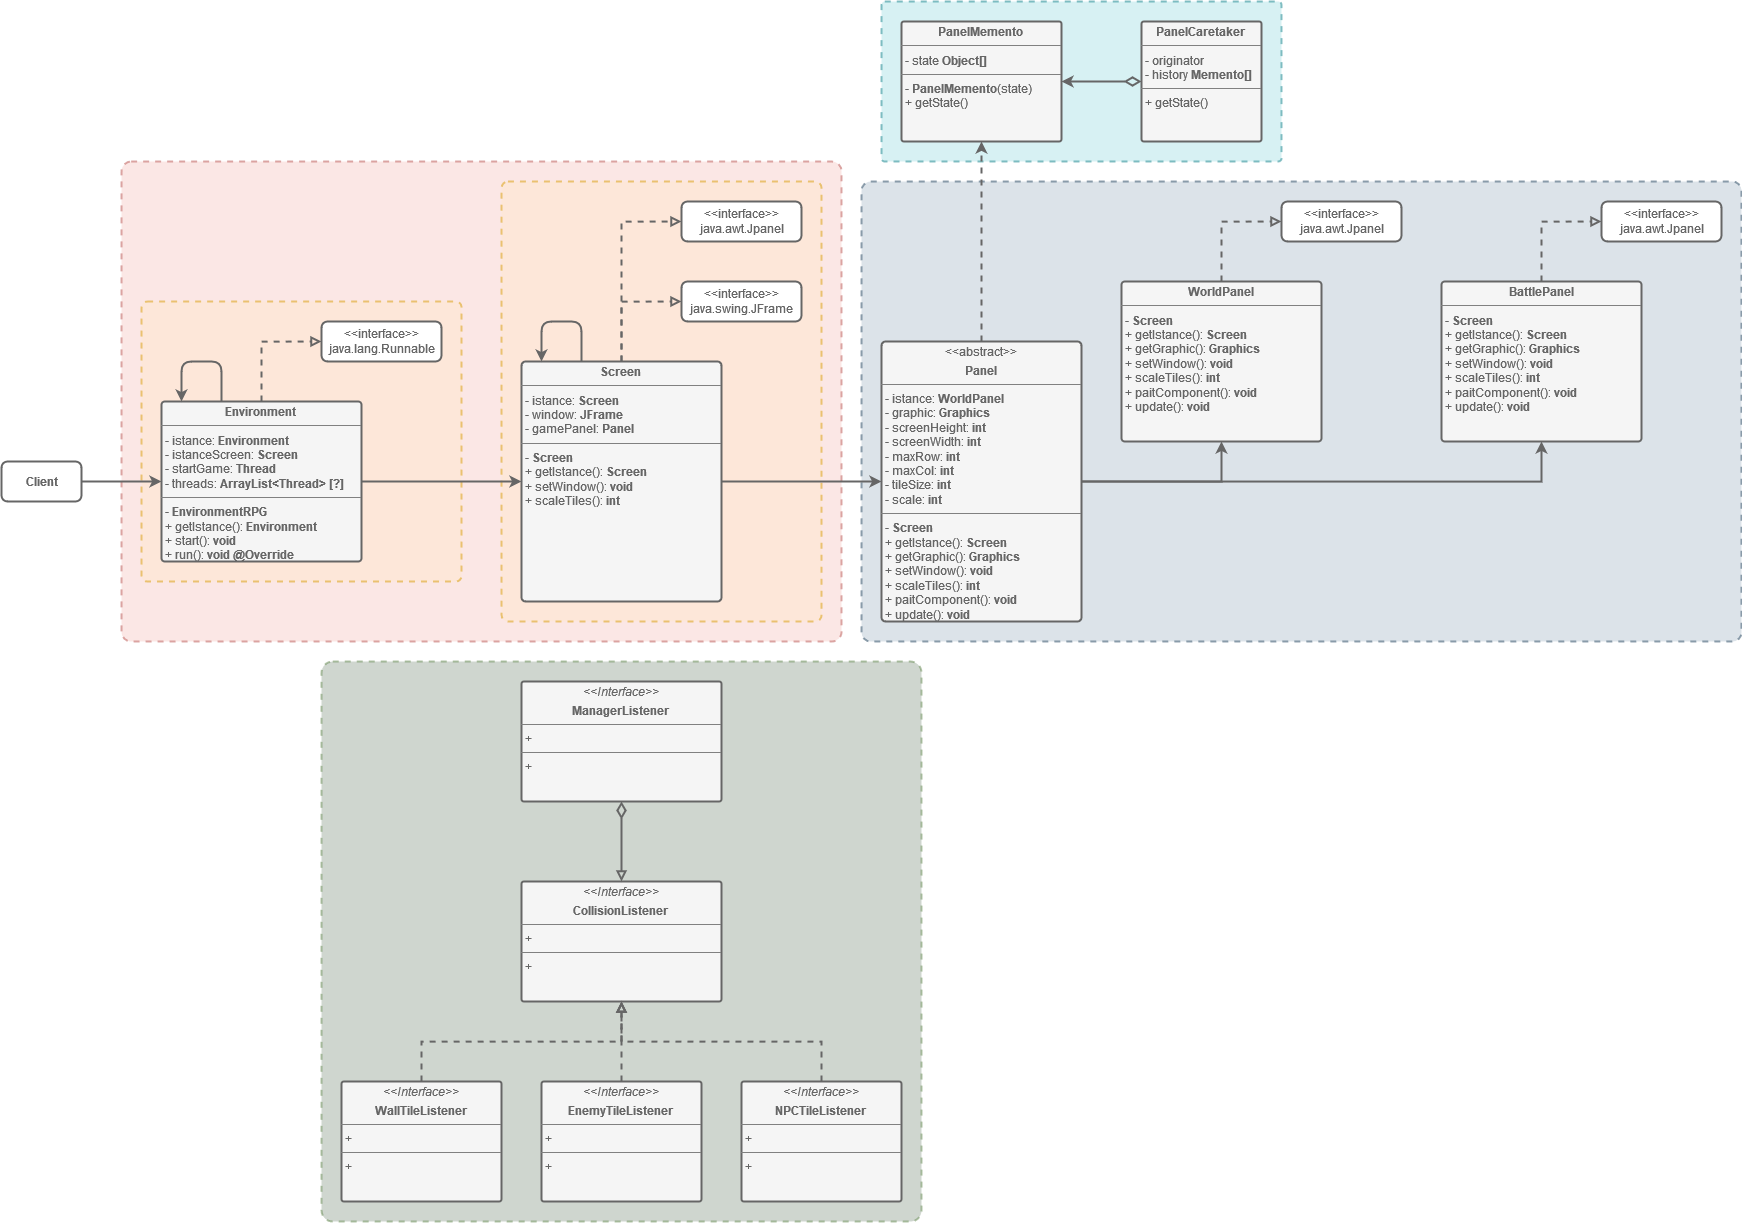 PanelMemento
- state Object[]
- PanelMemento(state)
+ getState()
PanelCaretaker
- originator
- history Memento[]
+ getState()
Client
<<interface>>
java.lang.Runnable
Environment
- istance: Environment
- istanceScreen: Screen
- startGame: Thread
- threads: ArrayList<Thread> [?]
- EnvironmentRPG
+ getIstance(): Environment
+ start(): void
+ run(): void @Override
<<interface>>
java.awt.Jpanel
<<interface>>
java.swing.JFrame
Screen
- istance: Screen
- window: JFrame
- gamePanel: Panel
- Screen
+ getIstance(): Screen
+ setWindow(): void
+ scaleTiles(): int
<<abstract>>
Panel
- istance: WorldPanel
- graphic: Graphics
- screenHeight: int
- screenWidth: int
- maxRow: int
- maxCol: int
- tileSize: int
- scale: int
- Screen
+ getIstance(): Screen
+ getGraphic(): Graphics
+ setWindow(): void
+ scaleTiles(): int
+ paitComponent(): void
+ update(): void
<<interface>>
java.awt.Jpanel
WorldPanel
- Screen
+ getIstance(): Screen
+ getGraphic(): Graphics
+ setWindow(): void
+ scaleTiles(): int
+ paitComponent(): void
+ update(): void
<<interface>>
java.awt.Jpanel
BattlePanel
- Screen
+ getIstance(): Screen
+ getGraphic(): Graphics
+ setWindow(): void
+ scaleTiles(): int
+ paitComponent(): void
+ update(): void
<<Interface>>
ManagerListener
+
+
<<Interface>>
CollisionListener
+
+
<<Interface>>
WallTileListener
+
+
<<Interface>>
EnemyTileListener
+
+
<<Interface>>
NPCTileListener
+
+